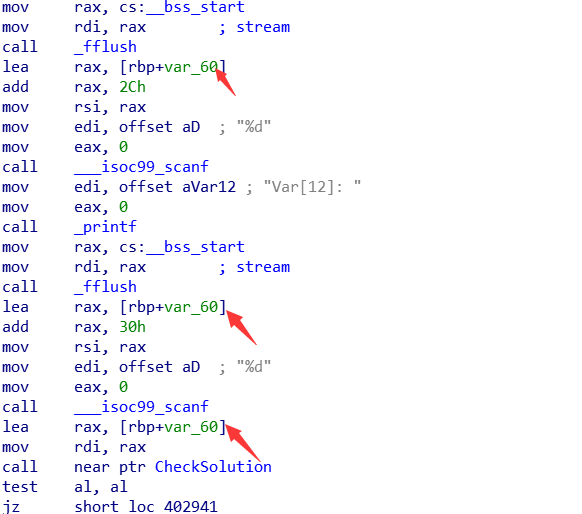 mov rax, cs:__bss_start
mov rdi, rax ; stream
call _fflush
lea rax, [rbp+var_60]
add rax, 2Ch
mov rsi, rax
mov edi, offset aD ; "%d"
mov eax, 0
call ___isoc99_scanf
mov edi, offset aVar12 ; "Var[12]: "
mov eax, 0
call _printf
mov rax, cs:__bss_start
mov rdi, rax ; stream
call _fflush
lea rax, [rbp+var_60]
add rax, 30h
mov rsi, rax
mov edi, offset aD ; "%d"
mov eax, 0
call ___isoc99_scanf
lea rax, [rbp+var_60]
mov rdi, rax
call near ptr CheckSolution
test al, al
jz short loc_402941